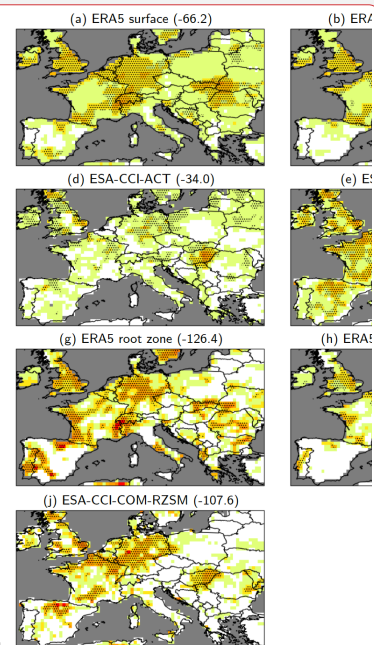 (a) ERA5 surface (-66.2)
(b) ERA
(d) ESA-CCI-ACT (-34.0)
(e) ES
(g) ERA5 root zone (-126.4)
(h) ERA5
(j) ESA-CCI-COM-RZSM (-107.6)